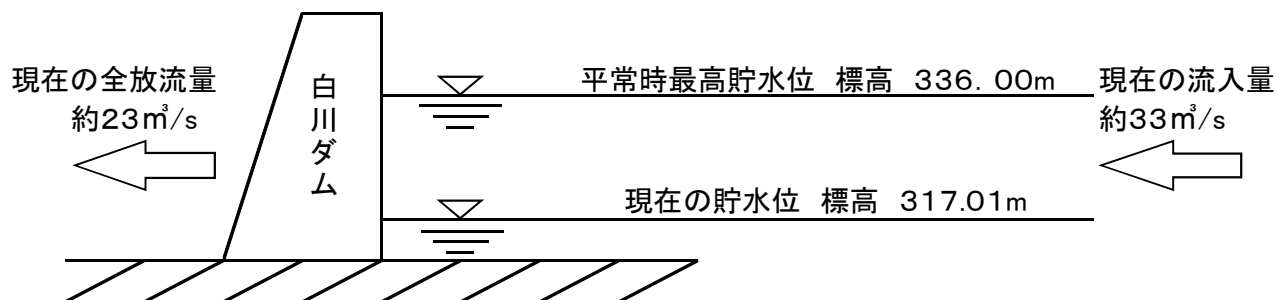 現在の全放流量
約23㎥/s
白川ダム
平常時最高貯水位 標高 336.00m
現在の流入量
約33㎥/s
現在の貯水位 標高 317.01m